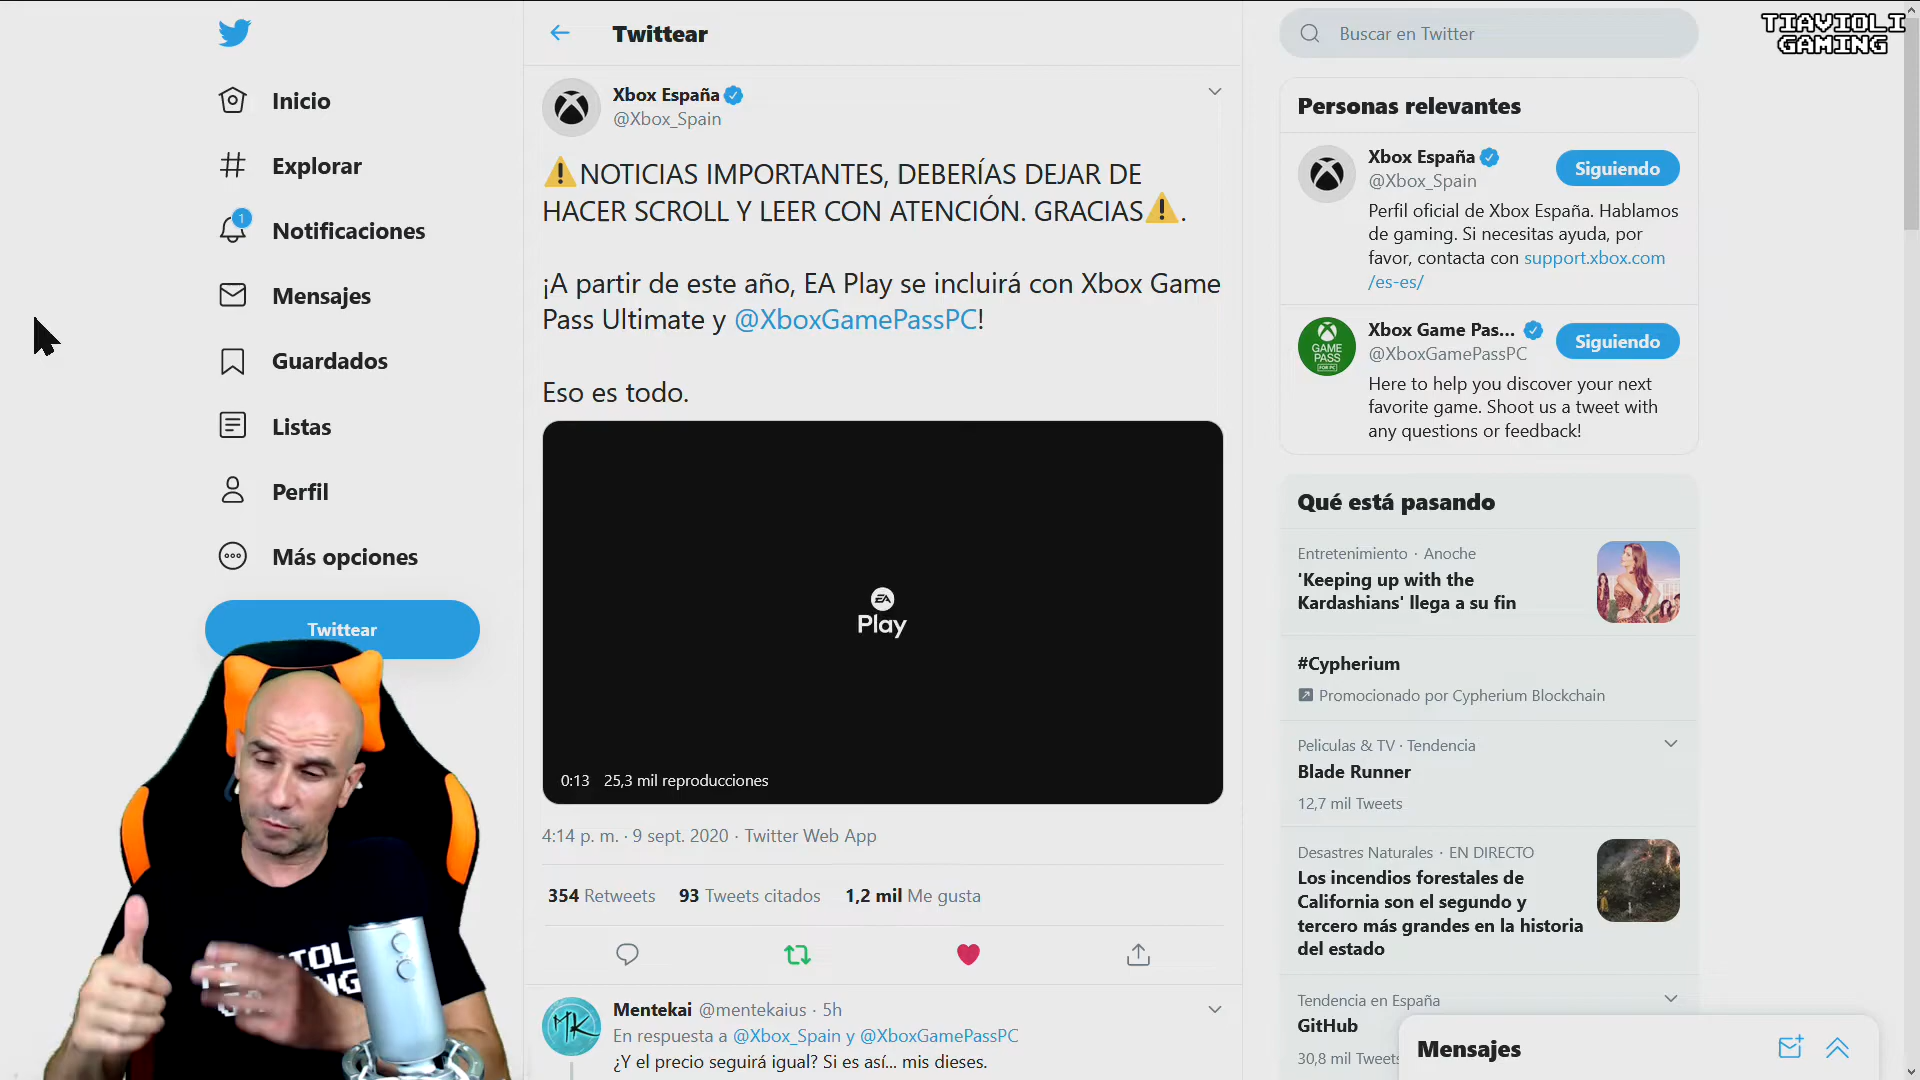 TIAVIOLI
GAMING
Inicio
Explorar
1
Notificaciones
Mensajes
Guardados
Listas
Perfil
Más opciones
Twittear
Twittear
Xbox España
@Xbox_Spain
⚠NOTICIAS IMPORTANTES, DEBERÍAS DEJAR DE
HACER SCROLL Y LEER CON ATENCIÓN. GRACIAS⚠.
¡A partir de este año, EA Play se incluirá con Xbox Game
Pass Ultimate y @XboxGamePassPC!
Eso es todo.
EA
Play
0:13 25,3 mil reproducciones
4:14 p. m. · 9 sept. 2020 · Twitter Web App
354 Retweets 93 Tweets citados 1,2 mil Me gusta
Mentekai @mentekaius · 5h
En respuesta a @Xbox_Spain y @XboxGamePassPC
¿Y el precio seguirá igual? Si es así... mis dieses.
Buscar en Twitter
Personas relevantes
Xbox España
@Xbox_Spain
Siguiendo
Perfil oficial de Xbox España. Hablamos
de gaming. Si necesitas ayuda, por
favor, contacta con support.xbox.com
/es-es/
GAME
PASS
FOR PC
Xbox Game Pas...
@XboxGamePassPC
Siguiendo
Here to help you discover your next
favorite game. Shoot us a tweet with
any questions or feedback!
Qué está pasando
Entretenimiento · Anoche
'Keeping up with the
Kardashians' llega a su fin
#Cypherium
Promocionado por Cypherium Blockchain
Peliculas & TV · Tendencia
Blade Runner
12,7 mil Tweets
Desastres Naturales · EN DIRECTO
Los incendios forestales de
California son el segundo y
tercero más grandes en la historia
del estado
Tendencia en España
GitHub
30,8 mil Tweets
Mensajes